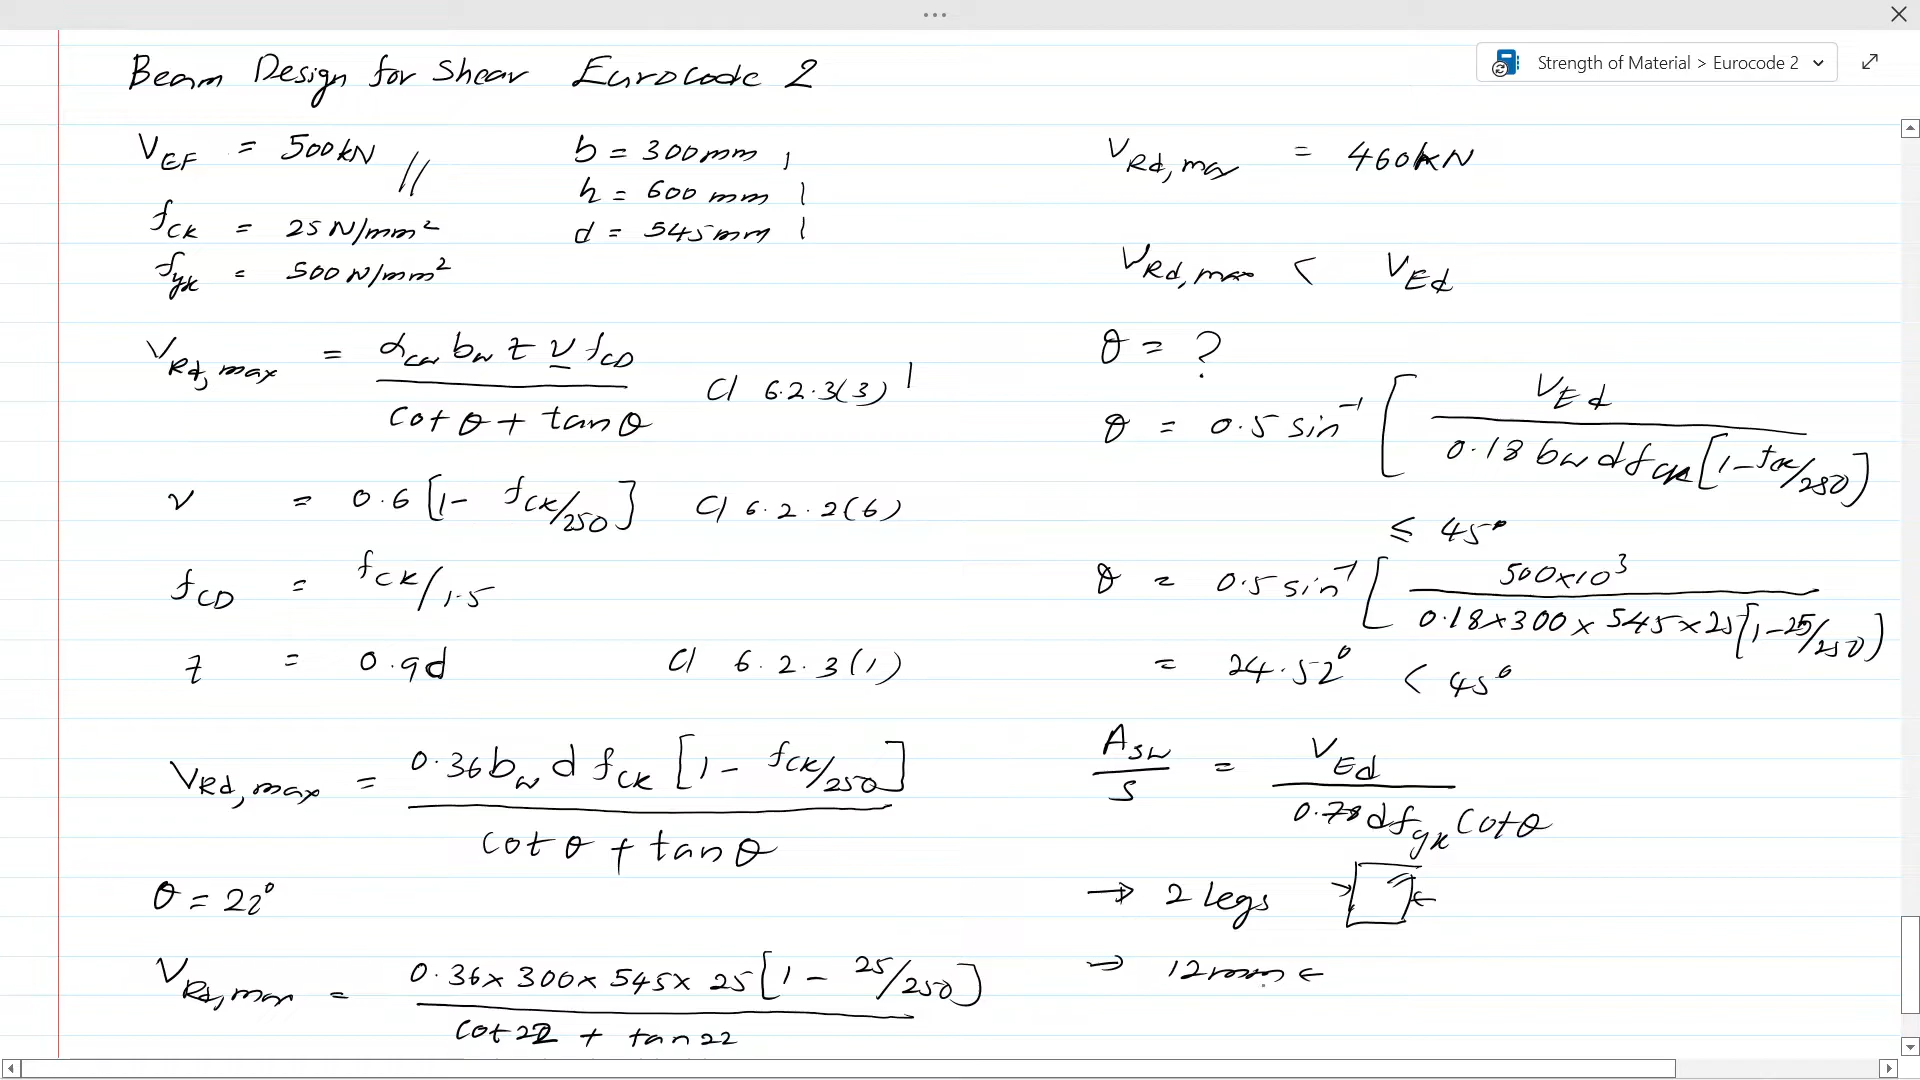 Strength of Material > Eurocode 2
Beam Design for Shear Eurocode 2
V_EF = 500kN //
f_CK = 25N/mm²
f_yk = 500N/mm²
b = 300mm
h = 600mm
d = 545mm
V_Rd,max = α_cw b_w z ν f_CD / (cot θ + tan θ) Cl 6.2.3(3)
ν = 0.6 [1 - f_CK/250] Cl 6.2.2(6)
f_CD = f_CK/1.5
z = 0.9d Cl 6.2.3(1)
V_Rd,max = 0.36 b_w d f_CK [1 - f_CK/250] / (cot θ + tan θ)
θ = 22°
V_Rd,max = 0.36 × 300 × 545 × 25 [1 - 25/250] / (cot 22 + tan 22)
V_Rd,max = 460kN
V_Rd,max < V_Ed
θ = ?
θ = 0.5 sin⁻¹ [V_Ed / 0.18 b_w d f_ck [1 - f_ck/250]
≤ 45°
θ = 0.5 sin⁻¹ [500×10³ / 0.18×300×545×25[1-25/250]
= 24.52° < 45°
A_sw / s = V_Ed / 0.78 d f_yk Cot θ
→ 2 legs
→ 12mm ←